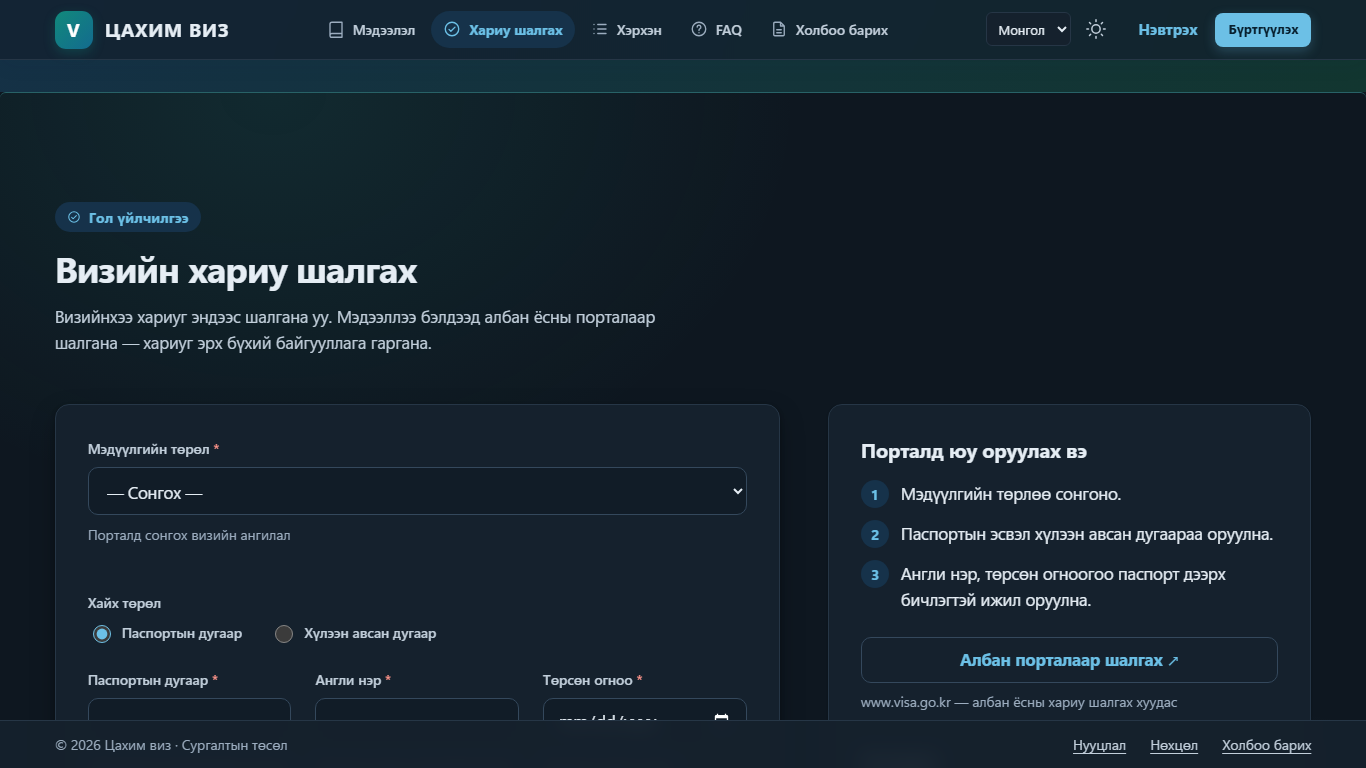 V ЦАХИМ ВИЗ Мэдээлэл Хариу шалгах Хэрхэн FAQ Холбоо барих Монгол Нэвтрэх Бүртгүүлэх
Гол үйлчилгээ
Визийн хариу шалгах
Визийнхээ хариуг эндээс шалгана уу. Мэдээллээ бэлдээд албан ёсны порталаар
шалгана — хариуг эрх бүхий байгууллага гаргана.
Мэдүүлгийн төрөл *
— Сонгох —
Порталд сонгох визийн ангилал
Хайх төрөл
Паспортын дугаар Хүлээн авсан дугаар
Паспортын дугаар * Англи нэр * Төрсөн огноо *
mm/dd/yyyy
Порталд юу оруулах вэ
1 Мэдүүлгийн төрлөө сонгоно.
2 Паспортын эсвэл хүлээн авсан дугаараа оруулна.
3 Англи нэр, төрсөн огноогоо паспорт дээрх
бичлэгтэй ижил оруулна.
Албан порталаар шалгах ↗
www.visa.go.kr — албан ёсны хариу шалгах хуудас
© 2026 Цахим виз · Сургалтын төсөл Нууцлал Нөхцөл Холбоо барих